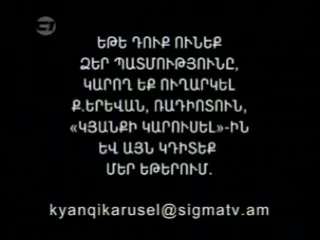 ԵԹԵ ԴՈՒՔ ՈՒՆԵՔ
ՁԵՐ ՊԱՏՄՈՒԹՅՈՒՆԸ,
ԿԱՐՈՂ ԵՔ ՈՒՂԱՐԿԵԼ
Ք.ԵՐԵՎԱՆ, ՌԱԴԻՈՏՈՒՆ,
«ԿՅԱՆՔԻ ԿԱՐՈՒՍԵԼ»-ԻՆ
ԵՎ ԱՅՆ ԿԴԻՏԵՔ
ՄԵՐ ԵԹԵՐՈՒՄ.
kyanqikarusel@sigmatv.am